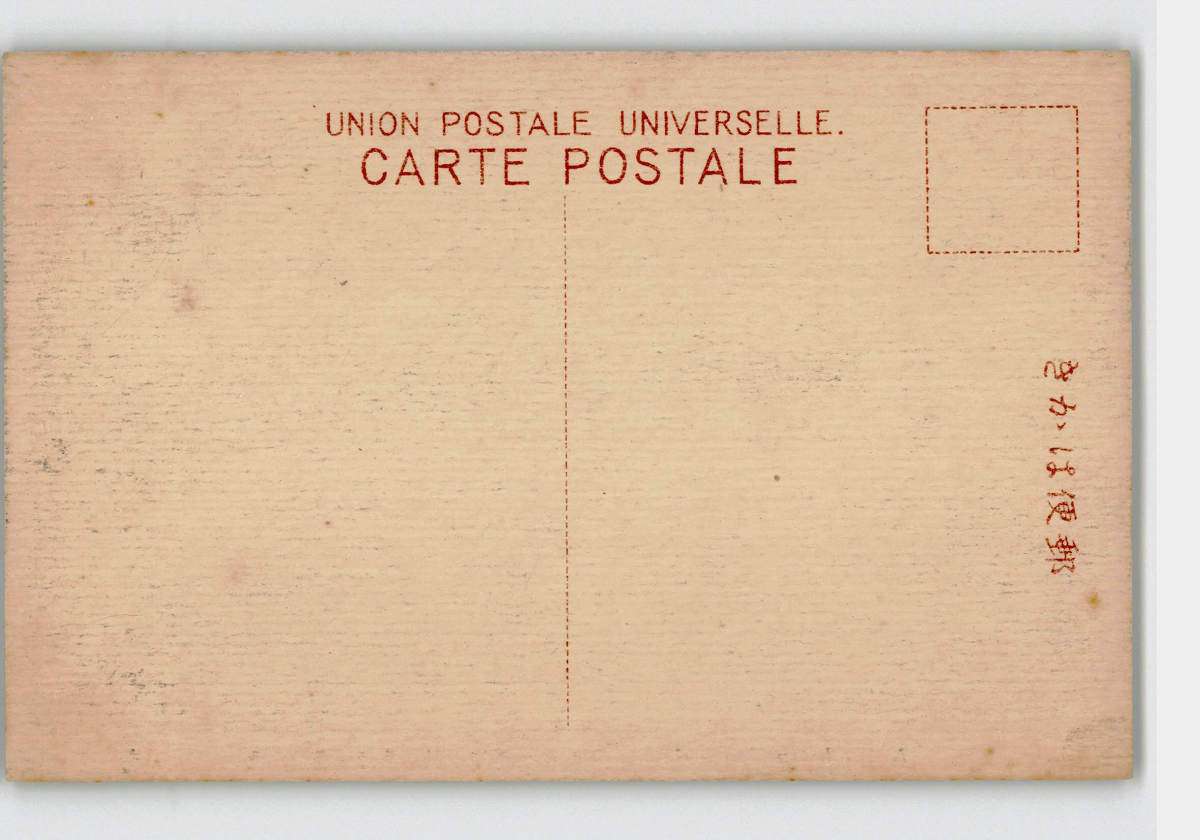 UNION POSTALE UNIVERSELLE.
CARTE POSTALE
郵便はかき